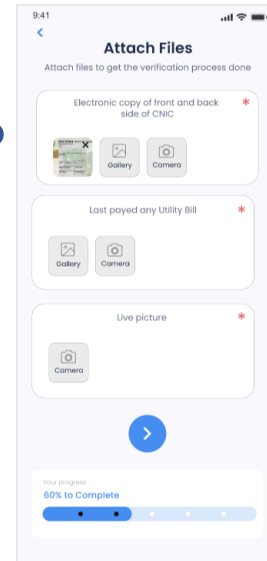 9:41
Attach Files
Attach files to get the verification process done
Electronic copy of front and back *
side of CNIC
Gallery
Camera
Last payed any Utility Bill *
Gallery
Camera
Live picture *
Camera
Your progress
60% to Complete